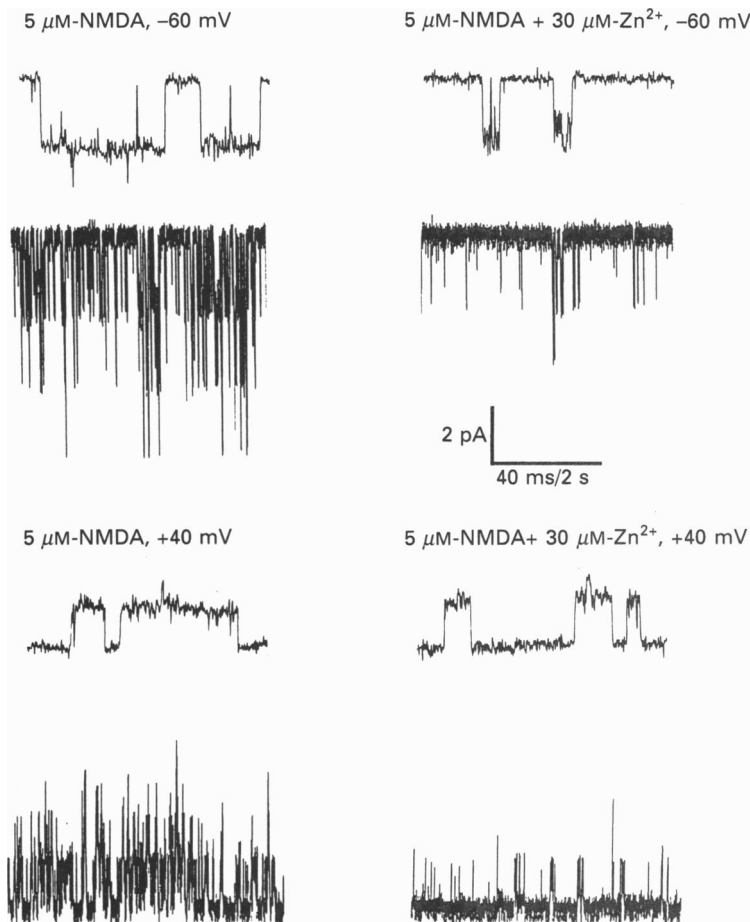 5 μM-NMDA, –60 mV
5 μM-NMDA + 30 μM-Zn²⁺, –60 mV
2 pA
40 ms/2 s
5 μM-NMDA, +40 mV
5 μM-NMDA+ 30 μM-Zn²⁺, +40 mV